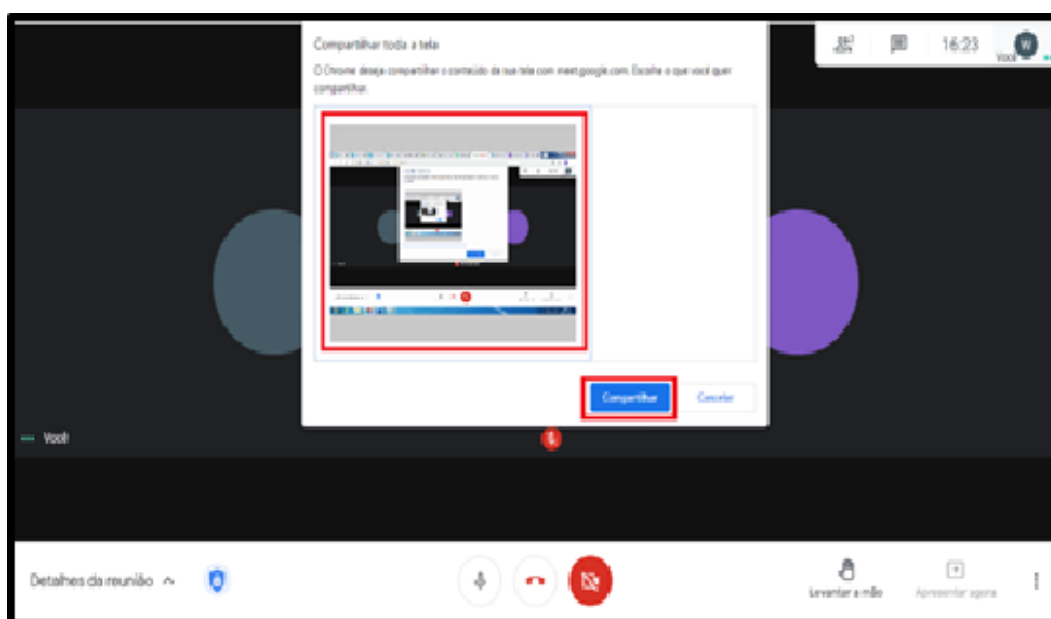 Compartilhar toda a tela
O Chrome deseja compartilhar o conteúdo da sua tela com meet.google.com. Escolha o que você quer
compartilhar.
16:23
W
Você
Compartilhar
Cancelar
Você
Detalhes da reunião
Levantar a mão
Apresentar agora